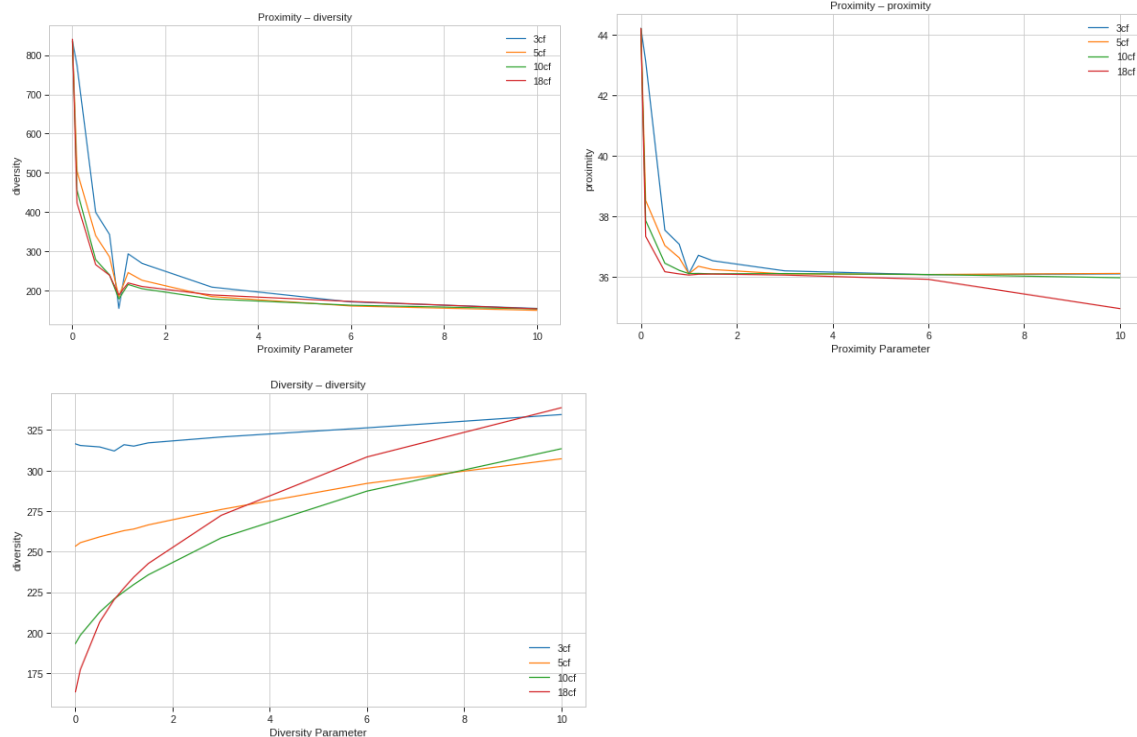 Proximity – diversity
diversity
800
700
600
500
400
300
200
0
2
4
6
8
10
Proximity Parameter
3cf
5cf
10cf
18cf
Proximity – proximity
proximity
44
42
40
38
36
0
2
4
6
8
10
Proximity Parameter
3cf
5cf
10cf
18cf
Diversity – diversity
diversity
325
300
275
250
225
200
175
0
2
4
6
8
10
Diversity Parameter
3cf
5cf
10cf
18cf